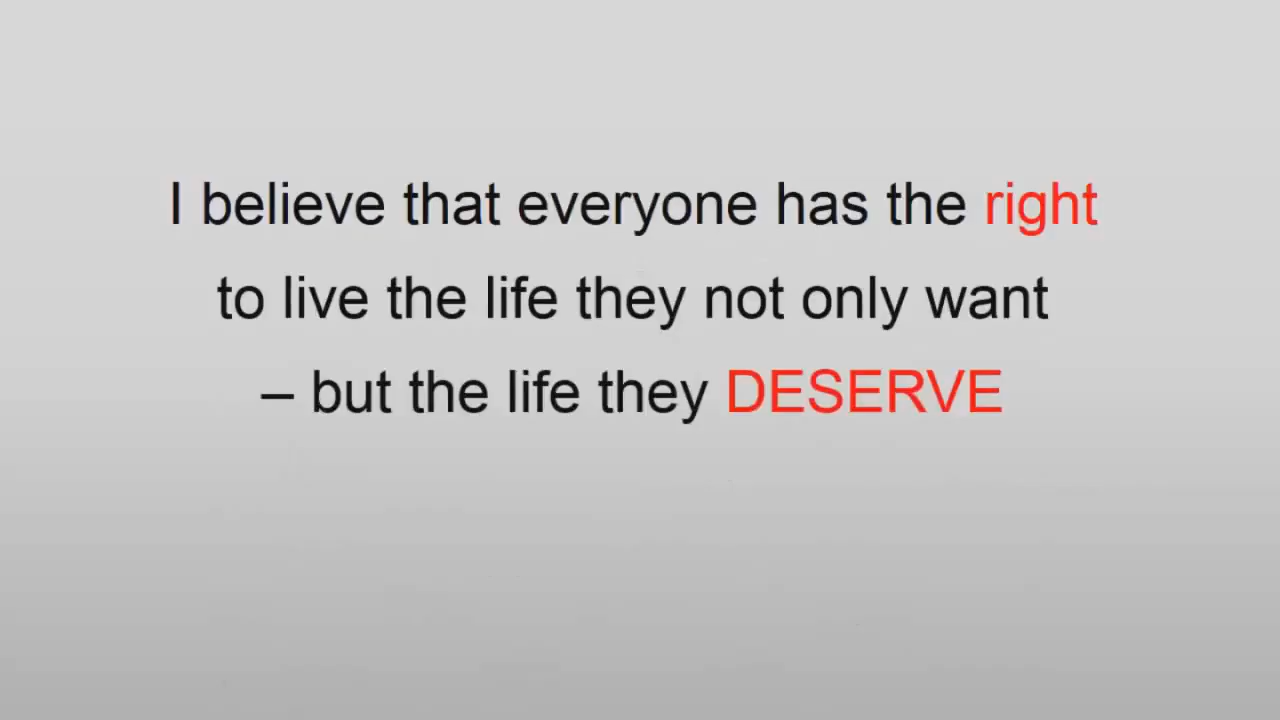 I believe that everyone has the right
to live the life they not only want
– but the life they DESERVE